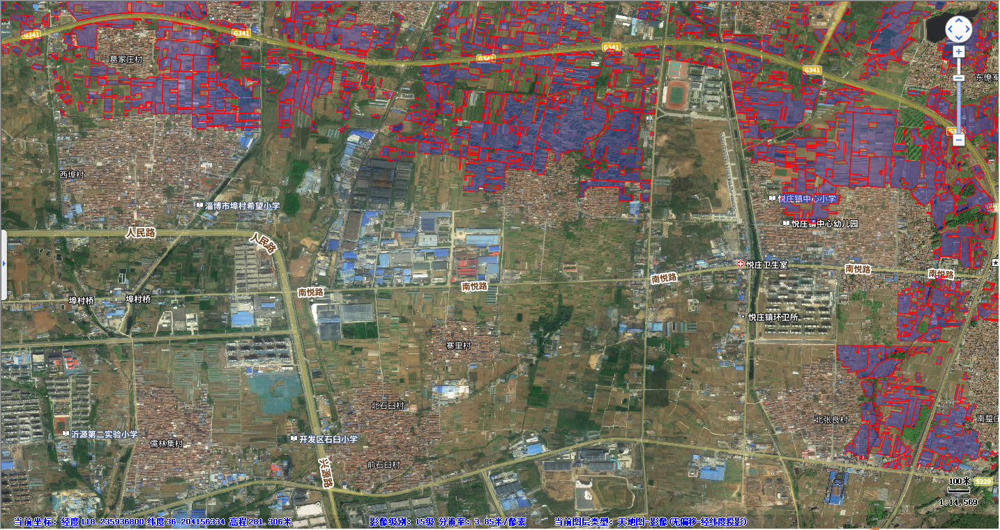 G341
G341
G341
G341
G341
葛家庄村
西埠村
淄博市埠村希望小学
悦庄镇中心小学
悦庄镇中心幼儿园
人民路
人民路
悦庄卫生室
南悦路
南悦路
南悦路
南悦路
南悦路
埠村桥
埠村桥
悦庄镇环卫所
寨里村
北石臼村
北张良村
沂源第二实验小学
儒林集村
开发区石臼小学
前石臼村
兴源路
100米
S229
1:14,569
当前坐标：经度118.235936800 纬度36.204156334 高程281.306米
影像级别：15级 分辨率：3.85米/像素
当前图层类型：天地图-影像(无偏移-经纬度投影)